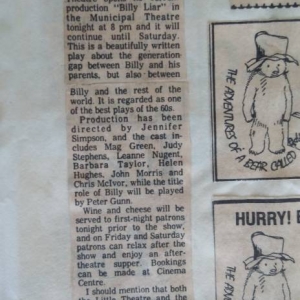 production "Billy Liar" in
the Municipal Theatre
tonight at 8 pm and it will
continue until Saturday.
This is a beautifully written
play about the generation
gap between Billy and his
parents, but also between
Billy and the rest of the
world. It is regarded as one
of the best plays of the 60s.
Production has been
directed by Jennifer
Simpson, and the cast in-
cludes Mag Green, Judy
Stephens, Leanne Nugent,
Barbara Taylor, Helen
Hughes, John Morris and
Chris McIvor, while the title
role of Billy will be played
by Peter Gunn.
Wine and cheese will be
served to first-night patrons
tonight prior to the show,
and on Friday and Saturday
patrons can relax after the
show and enjoy an after-
theatre supper. Bookings
can be made at Cinema
Centre.
I should mention that both
the Little Theatre and the
THE ADVENTURES OF A BEAR CALLED
HURRY!
THE